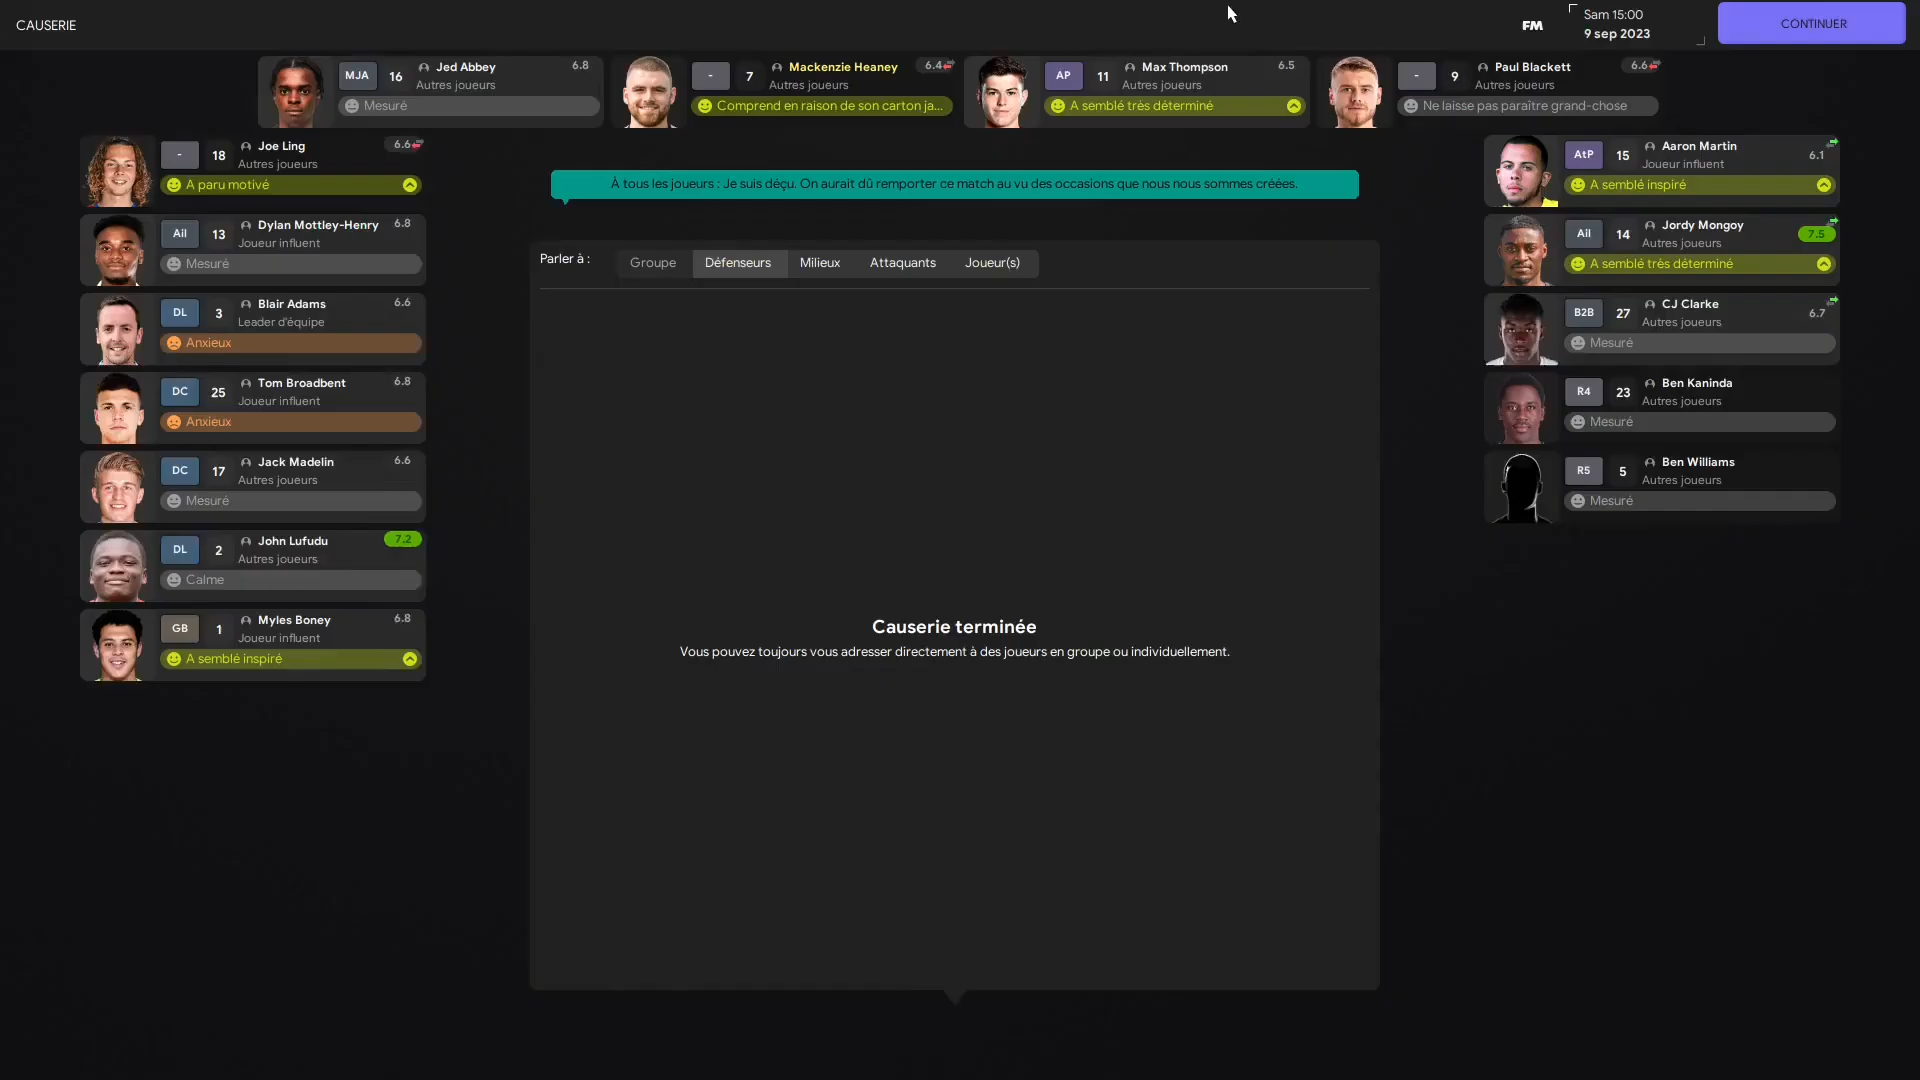 CAUSERIE
FM
Sam 15:00
9 sep 2023
CONTINUER
MJA 16 Jed Abbey 6.8
Autres joueurs
Mesuré
- 7 Mackenzie Heaney 6.4
Autres joueurs
Comprend en raison de son carton ja...
AP 11 Max Thompson 6.5
Autres joueurs
A semblé très déterminé
- 9 Paul Blackett 6.6
Autres joueurs
Ne laisse pas paraître grand-chose
- 18 Joe Ling 6.6
Autres joueurs
A paru motivé
Ail 13 Dylan Mottley-Henry 6.8
Joueur influent
Mesuré
DL 3 Blair Adams 6.6
Leader d'équipe
Anxieux
DC 25 Tom Broadbent 6.8
Joueur influent
Anxieux
DC 17 Jack Madelin 6.6
Autres joueurs
Mesuré
DL 2 John Lufudu 7.2
Autres joueurs
Calme
GB 1 Myles Boney 6.8
Joueur influent
A semblé inspiré
À tous les joueurs : Je suis déçu. On aurait dû remporter ce match au vu des occasions que nous nous sommes créées.
Parler à : Groupe Défenseurs Milieux Attaquants Joueur(s)
Causerie terminée
Vous pouvez toujours vous adresser directement à des joueurs en groupe ou individuellement.
AtP 15 Aaron Martin 6.1
Joueur influent
A semblé inspiré
Ail 14 Jordy Mongoy 7.5
Autres joueurs
A semblé très déterminé
B2B 27 CJ Clarke 6.7
Autres joueurs
Mesuré
R4 23 Ben Kaninda
Autres joueurs
Mesuré
R5 5 Ben Williams
Autres joueurs
Mesuré